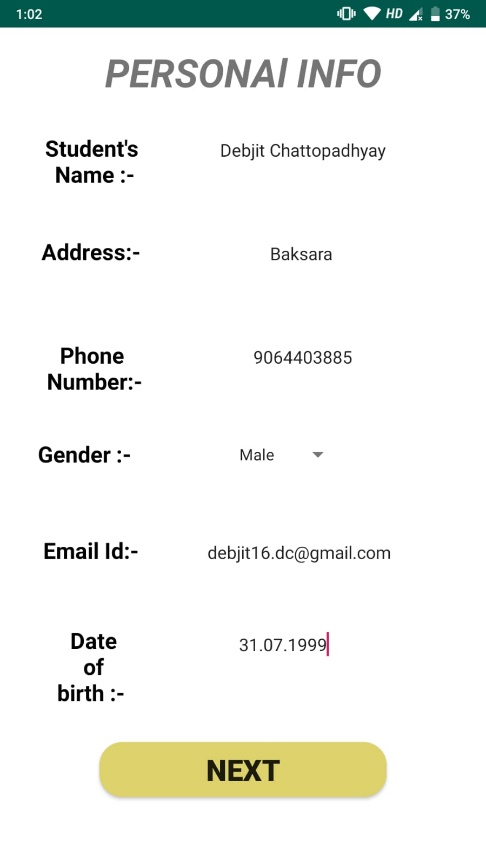 1:02 HD 37%
PERSONAl INFO
Student's
Name :-
Debjit Chattopadhyay
Address:-
Baksara
Phone
Number:-
9064403885
Gender :-
Male
Email Id:-
debjit16.dc@gmail.com
Date
of
birth :-
31.07.1999
NEXT